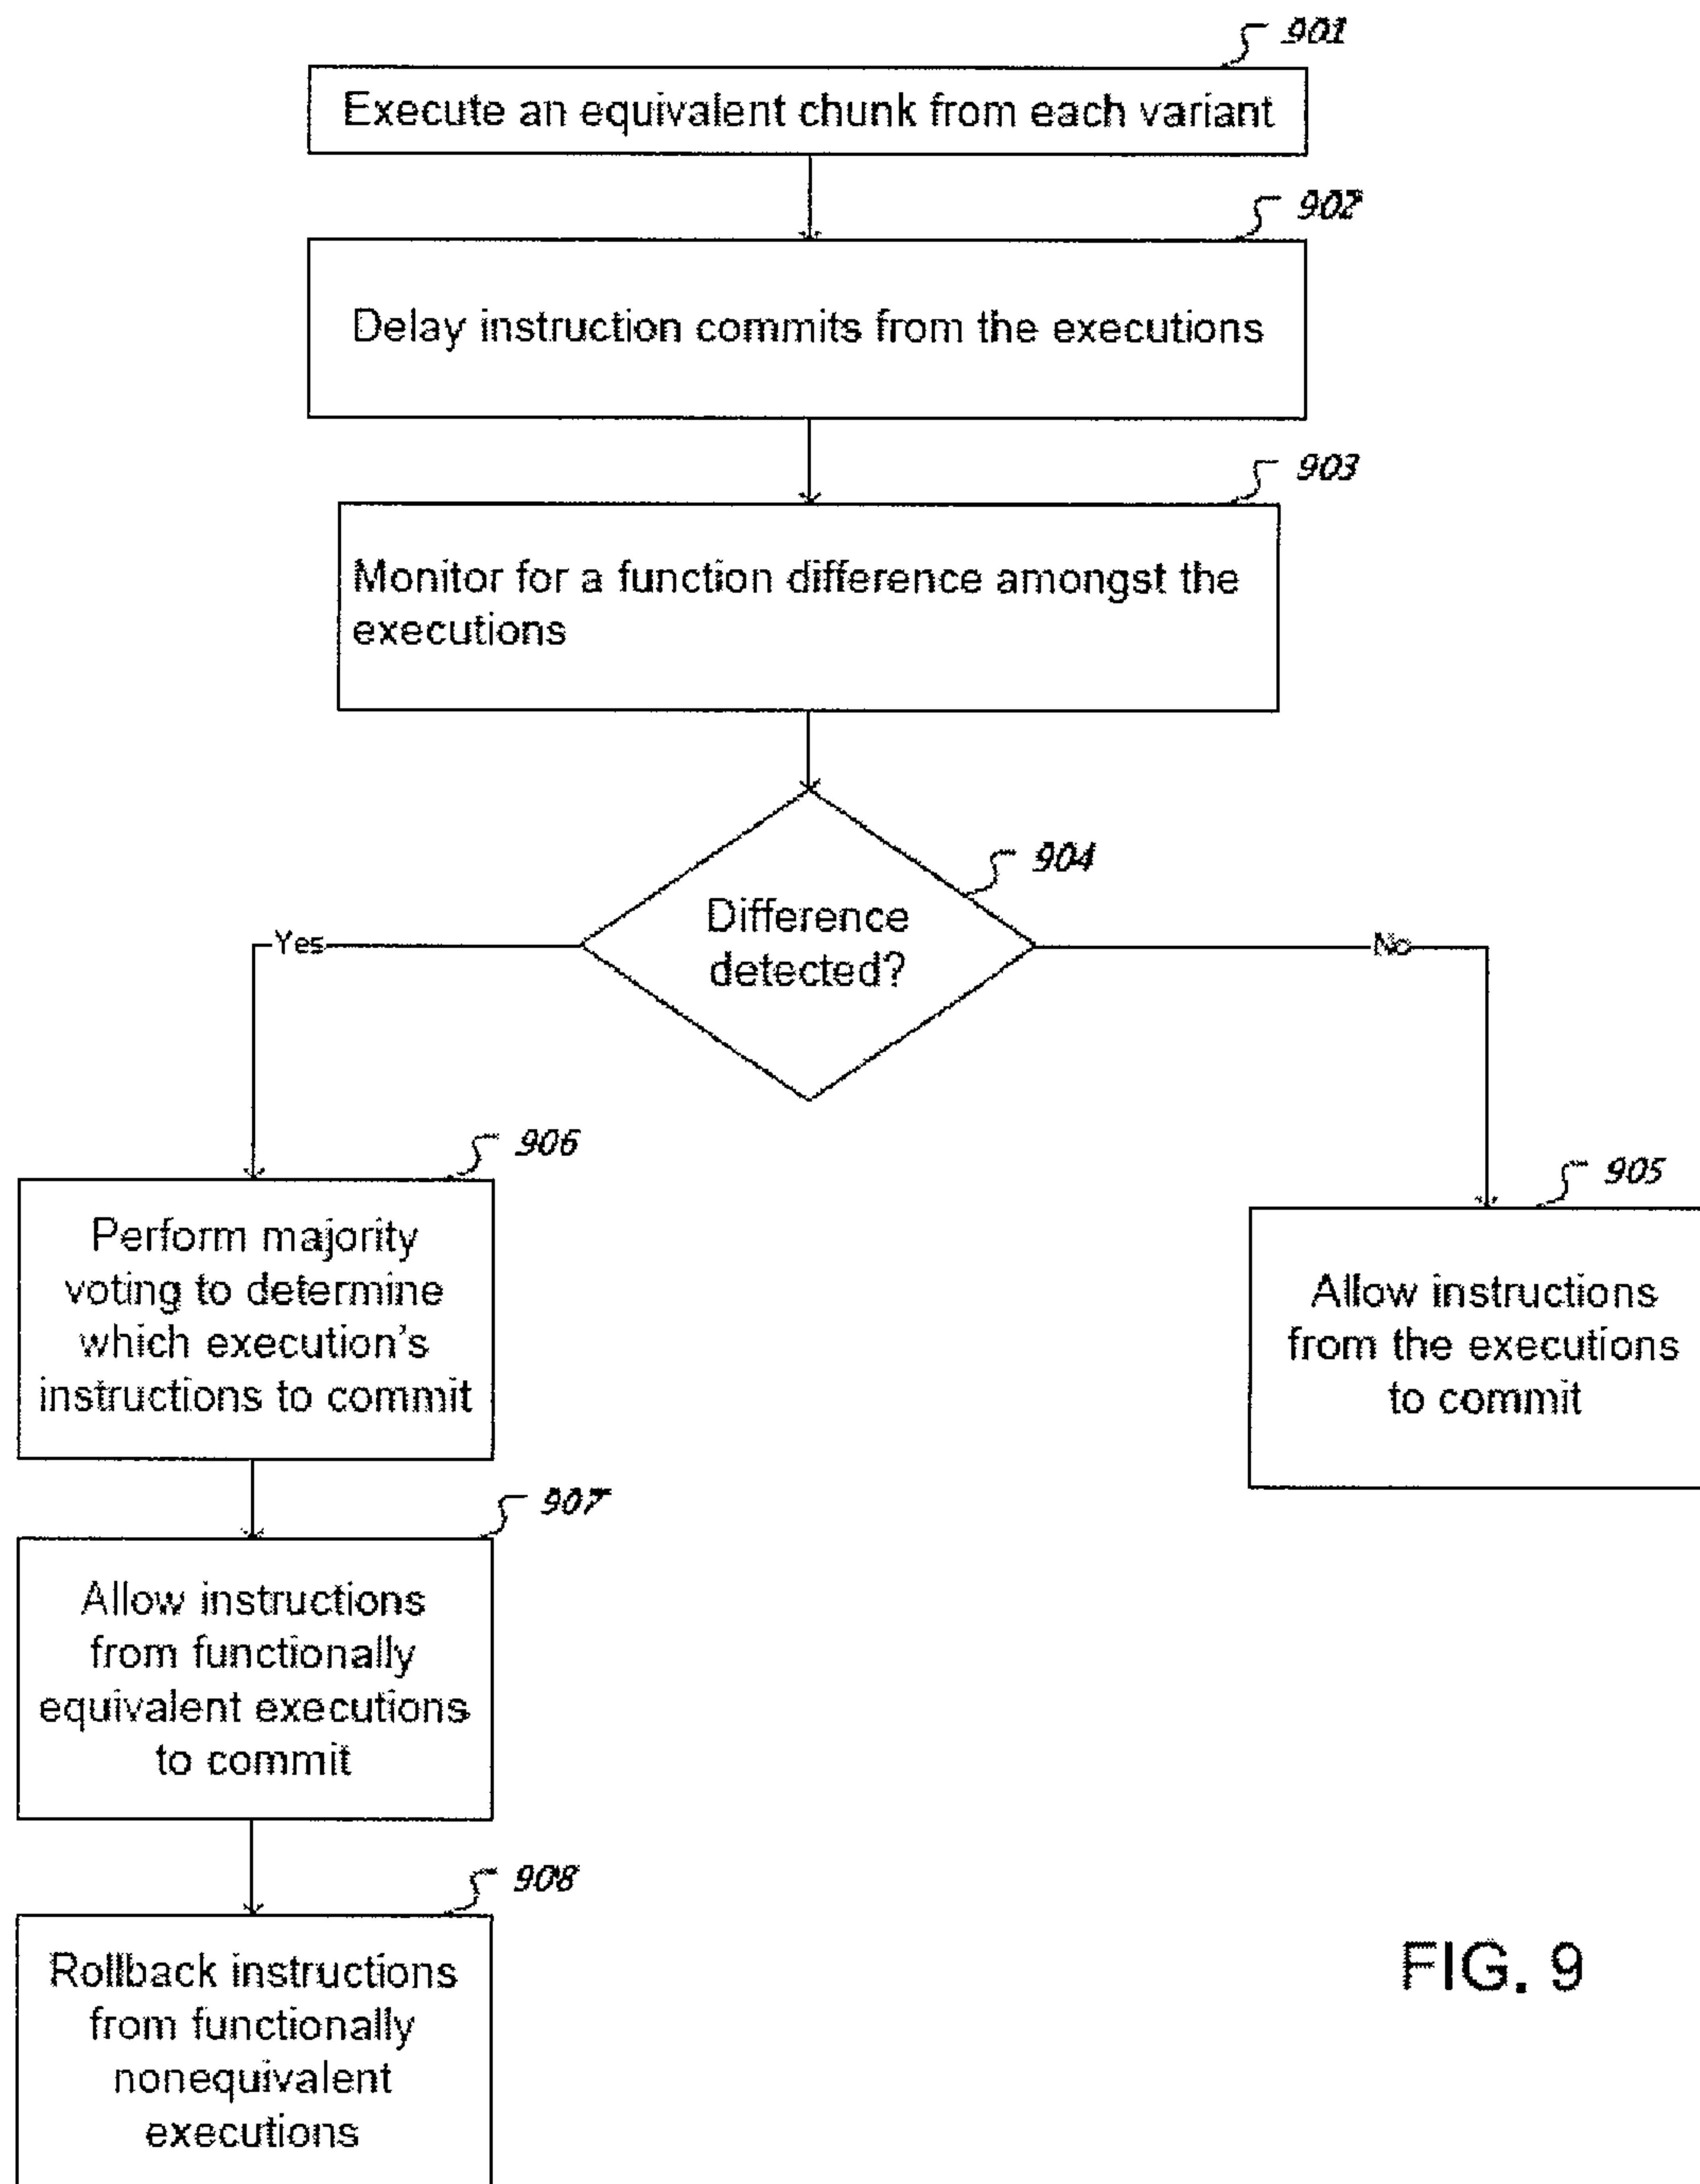 901
Execute an equivalent chunk from each variant
902
Delay instruction commits from the executions
903
Monitor for a function difference amongst the
executions
904
Difference
detected?
Yes
No
906
Perform majority
voting to determine
which execution's
instructions to commit
905
Allow instructions
from the executions
to commit
907
Allow instructions
from functionally
equivalent executions
to commit
908
Rollback instructions
from functionally
nonequivalent
executions
FIG. 9